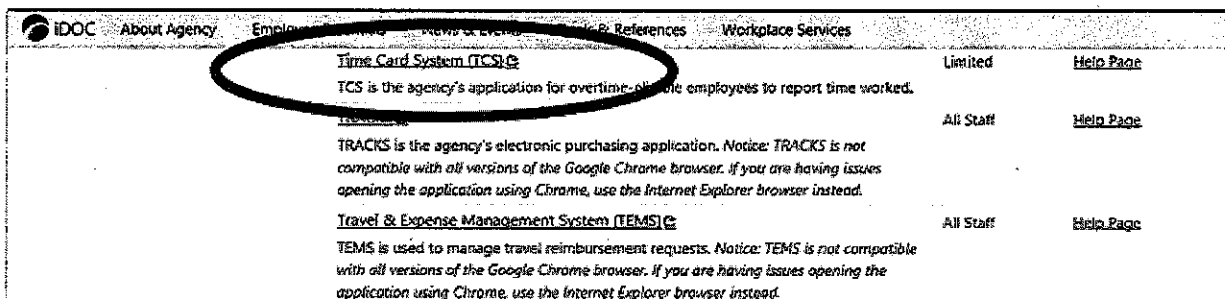 iDOC About Agency News & Events & References Workplace Services
Time Card System (TCS) Limited Help Page
TCS is the agency's application for overtime-eligible employees to report time worked.
All Staff Help Page
TRACKS is the agency's electronic purchasing application. Notice: TRACKS is not
compatible with all versions of the Google Chrome browser. If you are having issues
opening the application using Chrome, use the Internet Explorer browser instead.
Travel & Expense Management System (TEMS) All Staff Help Page
TEMS is used to manage travel reimbursement requests. Notice: TEMS is not compatible
with all versions of the Google Chrome browser. If you are having issues opening the
application using Chrome, use the Internet Explorer browser instead.